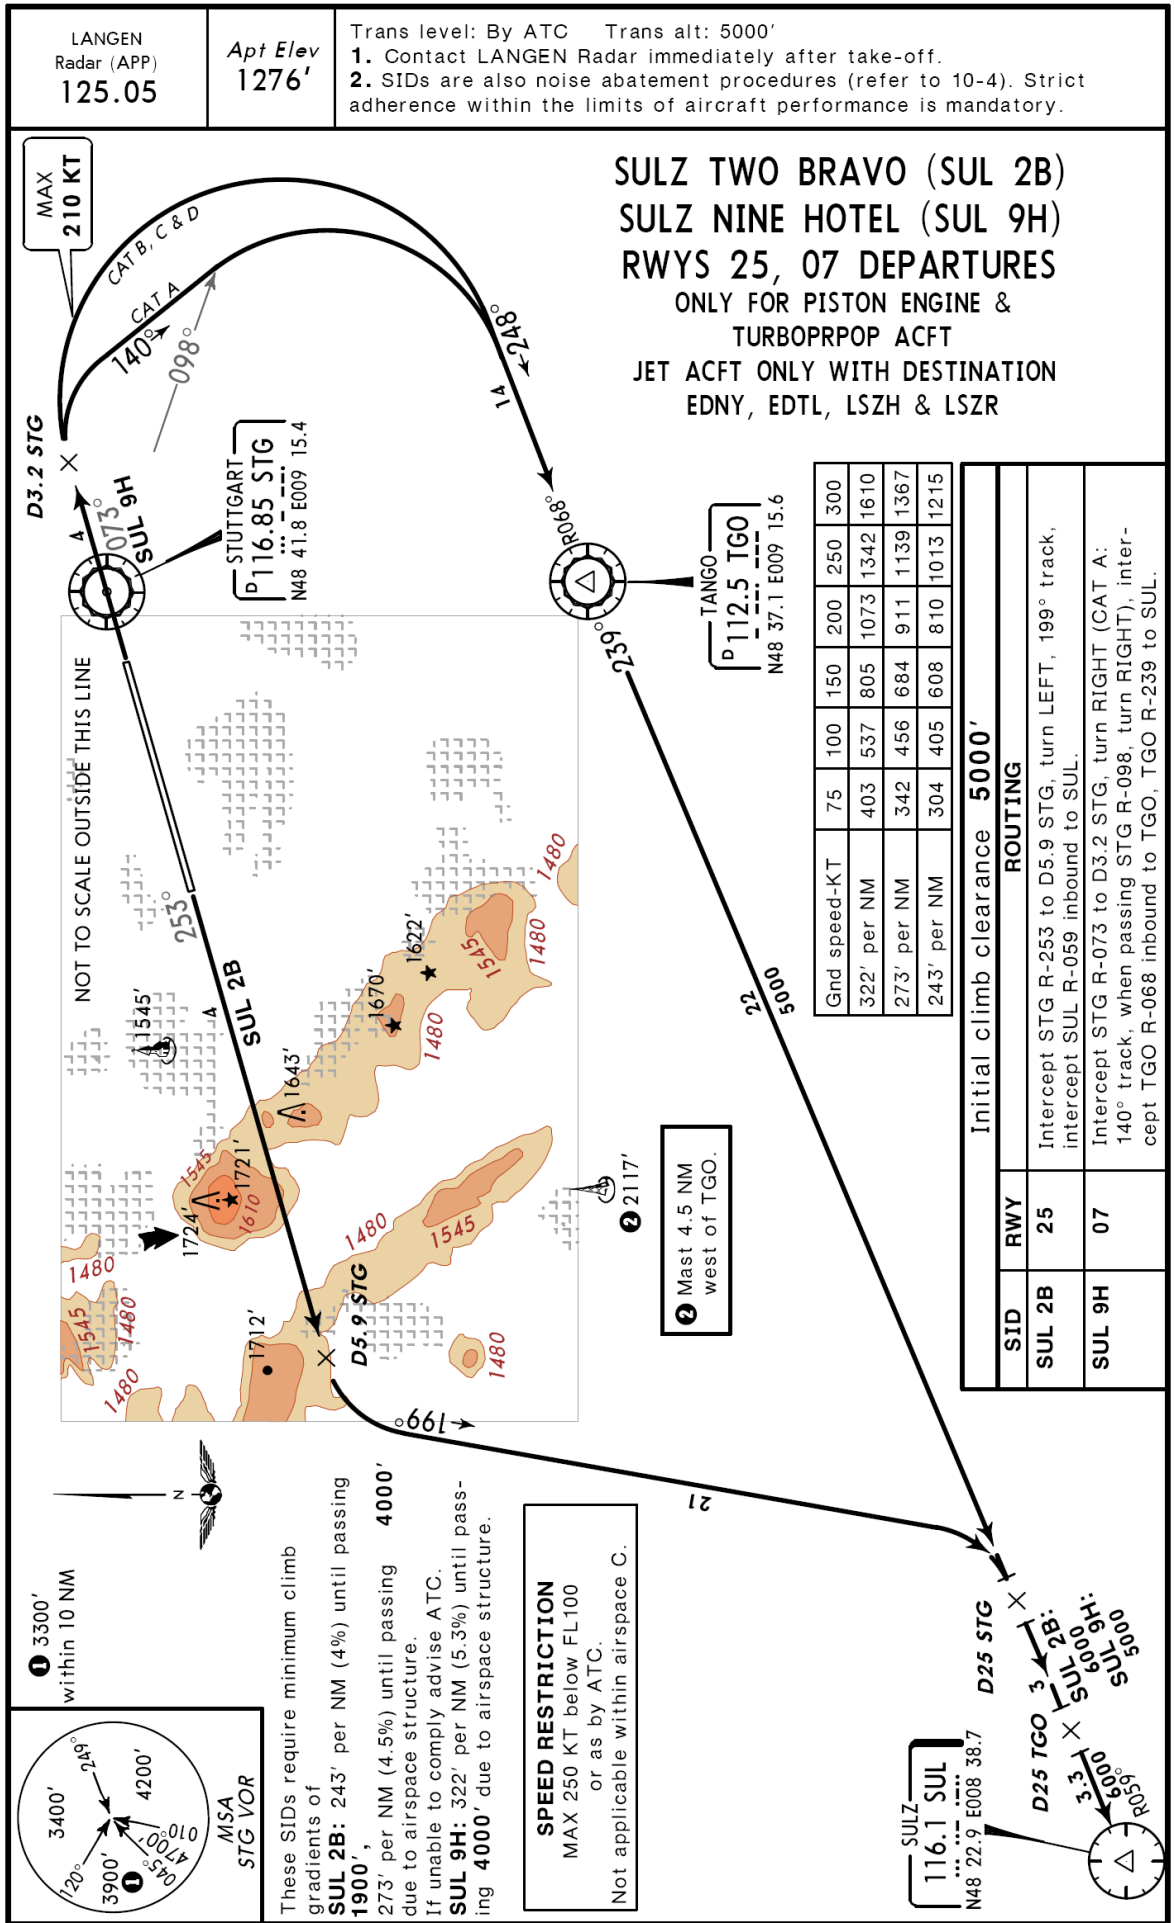 LANGEN
Radar (APP)
125.05
Apt Elev
1276'
Trans level: By ATC Trans alt: 5000'
1. Contact LANGEN Radar immediately after take-off.
2. SIDs are also noise abatement procedures (refer to 10-4). Strict
adherence within the limits of aircraft performance is mandatory.
SULZ TWO BRAVO (SUL 2B)
SULZ NINE HOTEL (SUL 9H)
RWYS 25, 07 DEPARTURES
ONLY FOR PISTON ENGINE &
TURBOPRPOP ACFT
JET ACFT ONLY WITH DESTINATION
EDNY, EDTL, LSZH & LSZR
MAX
210 KT
CAT B, C & D
CAT A
140°
098°
248°
14
D3.2 STG
4
073°
SUL 9H
STUTTGART
D 116.85 STG
N48 41.8 E009 15.4
R068°
TANGO
D 112.5 TGO
N48 37.1 E009 15.6
239°
NOT TO SCALE OUTSIDE THIS LINE
253°
SUL 2B
4
1545'
1480
1622'
1545
1480
1670'
1480
1643'
1545
1721'
1610
1724'
1480
1545
1480
1545
1480
1480
1712'
D5.9 STG
1480
2 2117'
2 Mast 4.5 NM
west of TGO.
22
5000
199°
21
N
Gnd speed-KT 75 100 150 200 250 300
322' per NM 403 537 805 1073 1342 1610
273' per NM 342 456 684 911 1139 1367
243' per NM 304 405 608 810 1013 1215
Initial climb clearance 5000'
SID RWY ROUTING
SUL 2B 25 Intercept STG R-253 to D5.9 STG, turn LEFT, 199° track,
intercept SUL R-059 inbound to SUL.
SUL 9H 07 Intercept STG R-073 to D3.2 STG, turn RIGHT (CAT A:
140° track, when passing STG R-098, turn RIGHT), inter-
cept TGO R-068 inbound to TGO, TGO R-239 to SUL.
1 3300'
within 10 NM
3400'
249°
4200'
120°
3900'
1
045°
4700'
010
MSA
STG VOR
These SIDs require minimum climb
gradients of
SUL 2B: 243' per NM (4%) until passing
1900',
273' per NM (4.5%) until passing 4000'
due to airspace structure.
If unable to comply advise ATC.
SUL 9H: 322' per NM (5.3%) until pass-
ing 4000' due to airspace structure.
SPEED RESTRICTION
MAX 250 KT below FL100
or as by ATC.
Not applicable within airspace C.
D25 STG
3
SUL 2B:
6000
SUL 9H:
5000
D25 TGO
3.3
6000
R059°
SULZ
116.1 SUL
N48 22.9 E008 38.7